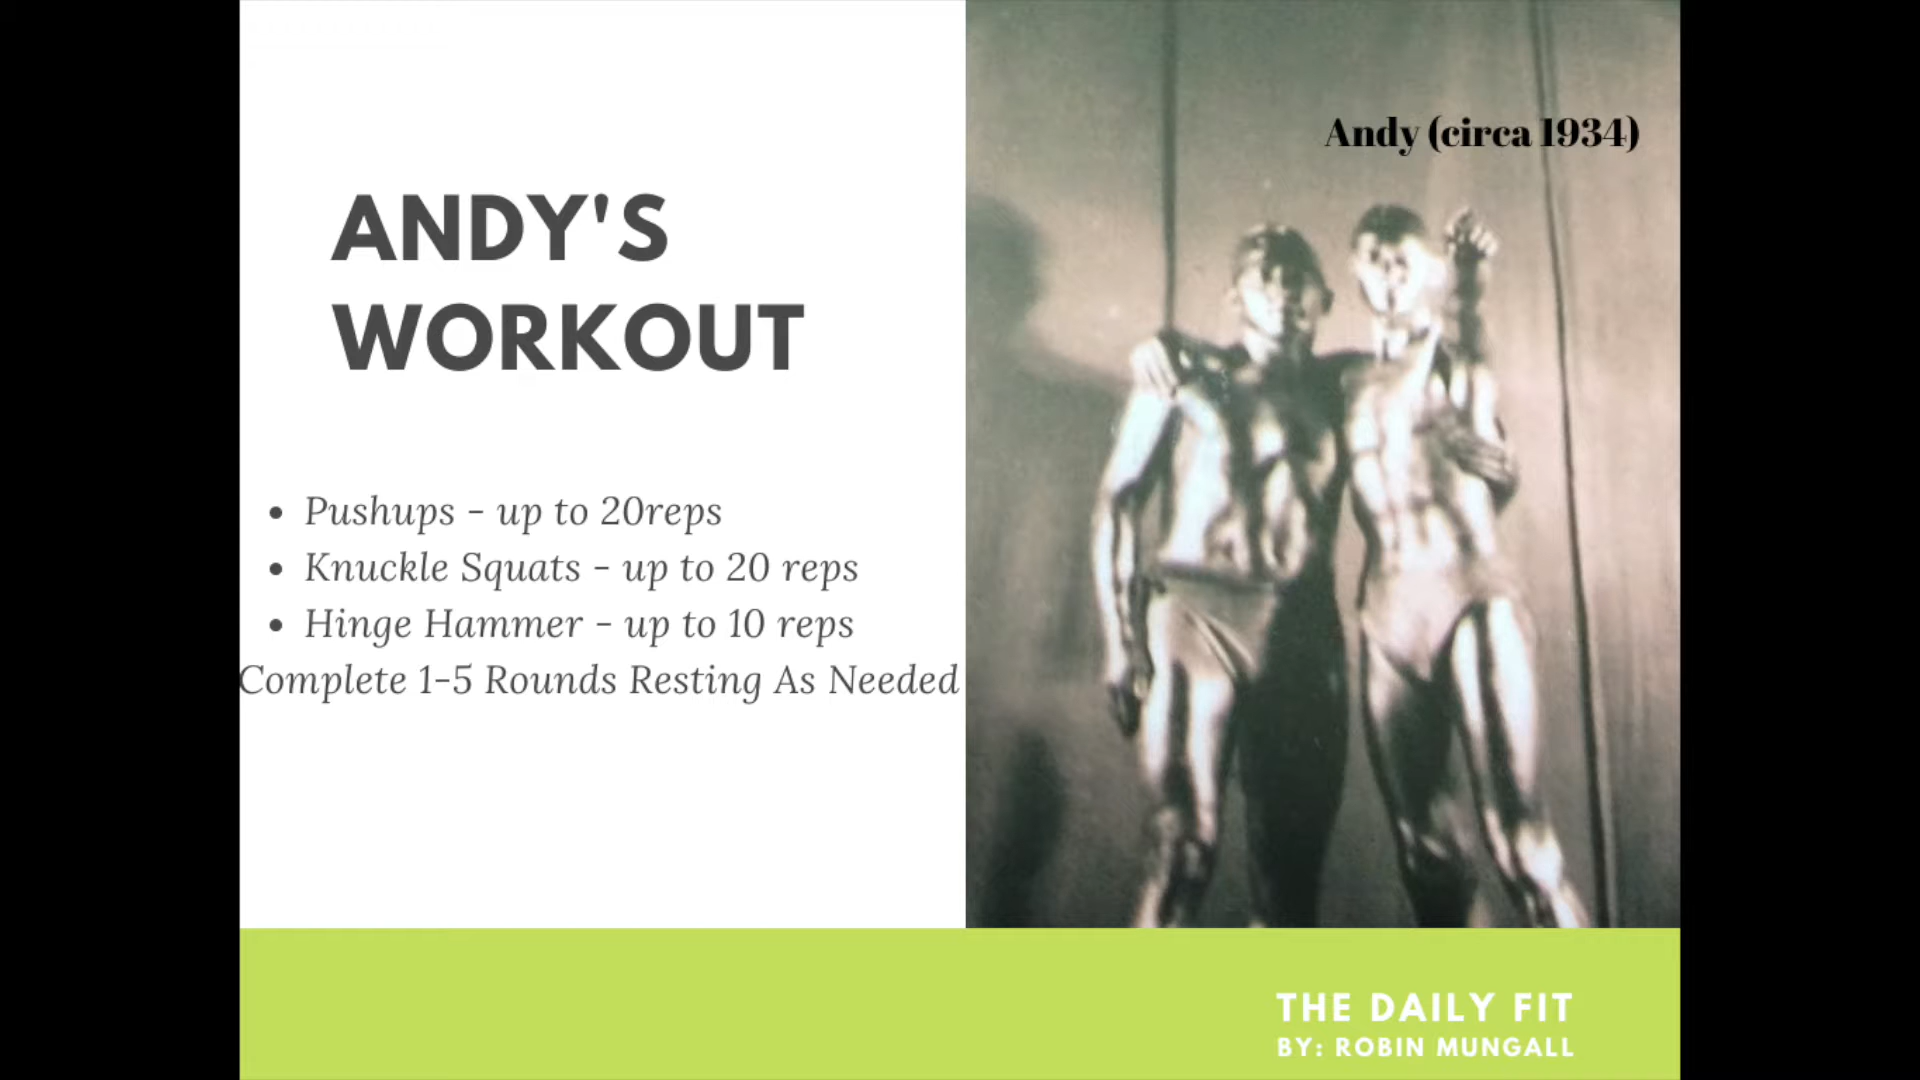 ANDY'S
WORKOUT
• Pushups - up to 20reps
• Knuckle Squats - up to 20 reps
• Hinge Hammer - up to 10 reps
Complete 1-5 Rounds Resting As Needed
Andy (circa 1934)
THE DAILY FIT
BY: ROBIN MUNGALL